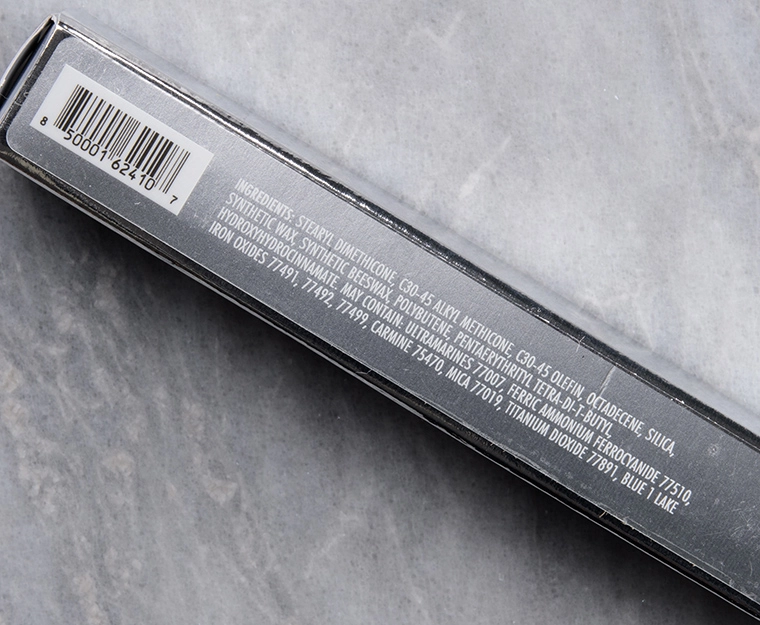 8 50001 62410 7
INGREDIENTS: STEARYL DIMETHICONE, C30-45 ALKYL METHICONE, C30-45 OLEFIN, OCTADECENE, SILICA,
SYNTHETIC WAX, SYNTHETIC BEESWAX, POLYBUTENE, PENTAERYTHRITYL TETRA-DI-T-BUTYL
HYDROXYHYDROCINNAMATE. MAY CONTAIN: ULTRAMARINES 77007, FERRIC AMMONIUM FERROCYANIDE 77510,
IRON OXIDES 77491, 77492, 77499, CARMINE 75470, MICA 77019, TITANIUM DIOXIDE 77891, BLUE 1 LAKE